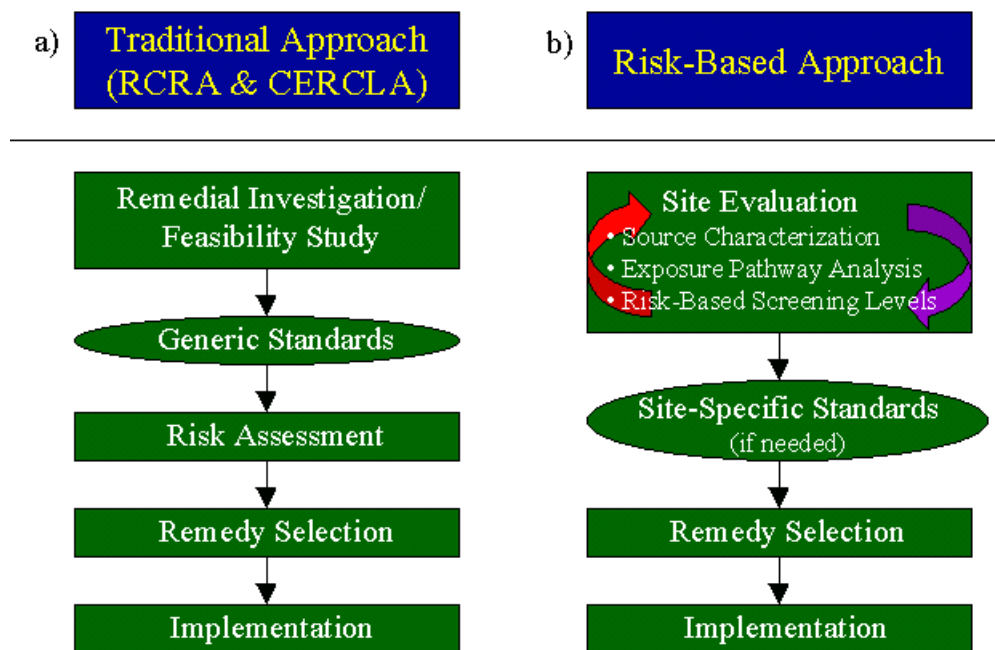 a)
Traditional Approach
(RCRA & CERCLA)
b)
Risk-Based Approach
Remedial Investigation/
Feasibility Study
Generic Standards
Risk Assessment
Remedy Selection
Implementation
Site Evaluation
• Source Characterization
• Exposure Pathway Analysis
• Risk-Based Screening Levels
Site-Specific Standards
(if needed)
Remedy Selection
Implementation